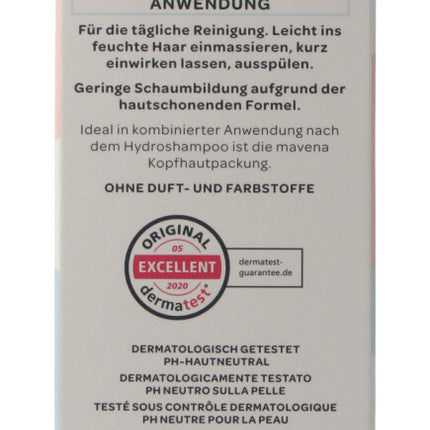 ANWENDUNG
Für die tägliche Reinigung. Leicht ins
feuchte Haar einmassieren, kurz
einwirken lassen, ausspülen.
Geringe Schaumbildung aufgrund der
hautschonenden Formel.
Ideal in kombinierter Anwendung nach
dem Hydroshampoo ist die mavena
Kopfhautpackung.
OHNE DUFT- UND FARBSTOFFE
ORIGINAL
05
EXCELLENT
2020
dermatest®
dermatest-
guarantee.de
DERMATOLOGISCH GETESTET
PH-HAUTNEUTRAL
DERMATOLOGICAMENTE TESTATO
PH NEUTRO SULLA PELLE
TESTÉ SOUS CONTRÔLE DERMATOLOGIQUE
PH NEUTRE POUR LA PEAU